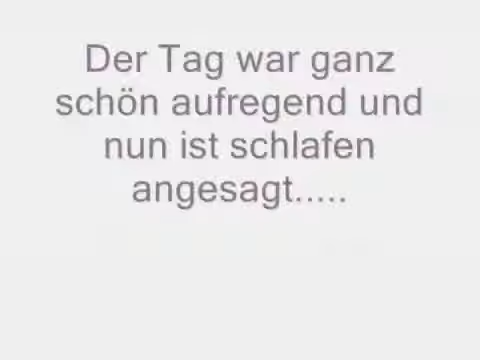 Der Tag war ganz
schön aufregend und
nun ist schlafen
angesagt.....